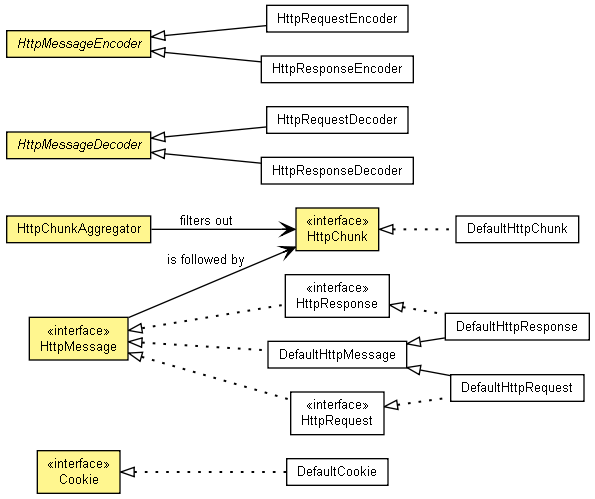 HttpRequestEncoder
HttpMessageEncoder
HttpResponseEncoder
HttpRequestDecoder
HttpMessageDecoder
HttpResponseDecoder
HttpChunkAggregator
filters out
«interface»
HttpChunk
DefaultHttpChunk
is followed by
«interface»
HttpResponse
«interface»
HttpMessage
DefaultHttpResponse
DefaultHttpMessage
DefaultHttpRequest
«interface»
HttpRequest
«interface»
Cookie
DefaultCookie